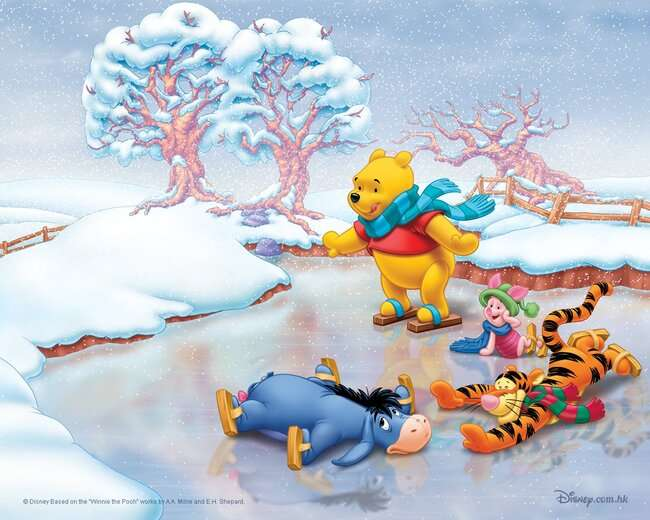 © Disney Based on the "Winnie the Pooh" works by A.A. Milne and E.H. Shepard.
Disney.com.hk